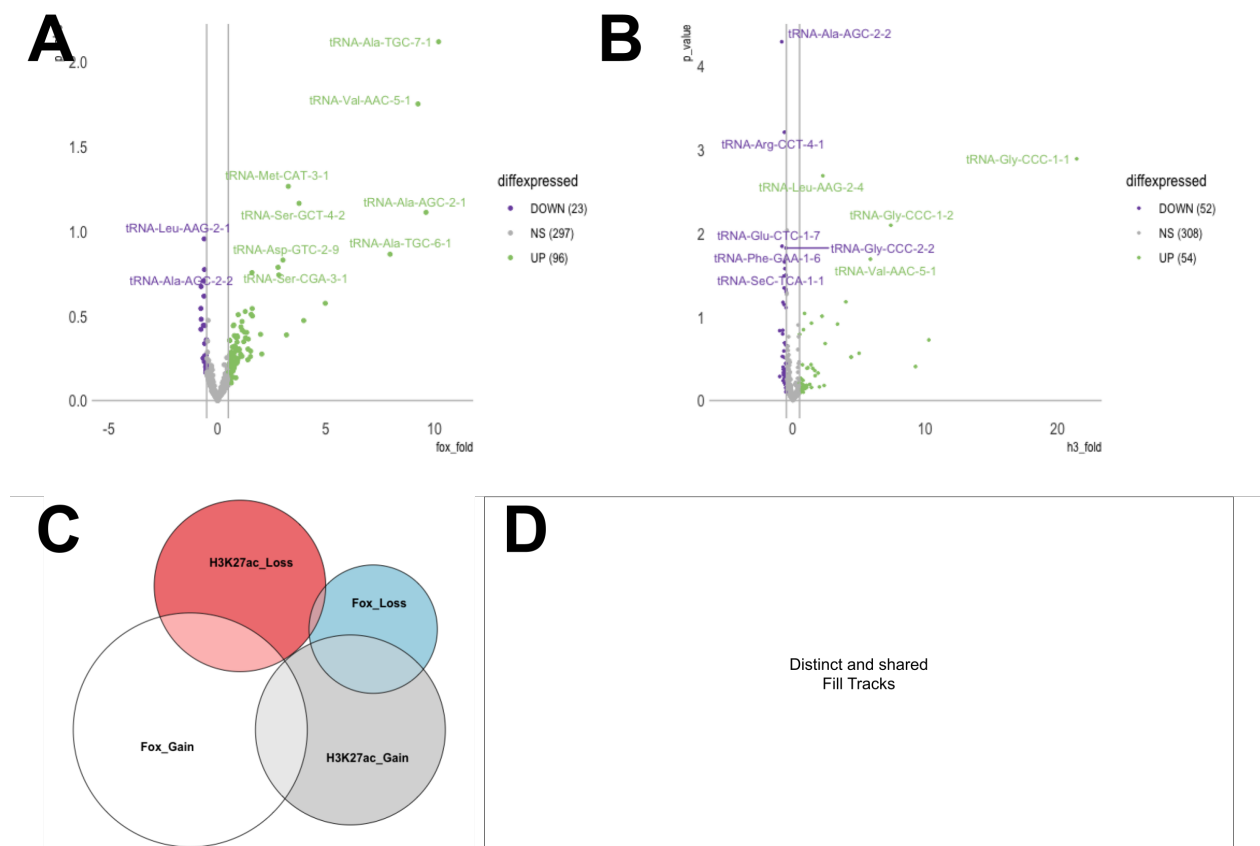 A
2.0
1.5
1.0
0.5
0.0
-5
0
5
10
fox_fold
tRNA-Ala-TGC-7-1
tRNA-Val-AAC-5-1
tRNA-Met-CAT-3-1
tRNA-Ala-AGC-2-1
tRNA-Ser-GCT-4-2
tRNA-Leu-AAG-2-1
tRNA-Ala-TGC-6-1
tRNA-Asp-GTC-2-9
tRNA-Ala-AGC-2-2
tRNA-Ser-CGA-3-1
diffexpressed
DOWN (23)
NS (297)
UP (96)
B
p_value
4
3
2
1
0
0
10
20
h3_fold
tRNA-Ala-AGC-2-2
tRNA-Arg-CCT-4-1
tRNA-Gly-CCC-1-1
tRNA-Leu-AAG-2-4
tRNA-Gly-CCC-1-2
tRNA-Glu-CTC-1-7
tRNA-Gly-CCC-2-2
tRNA-Phe-GAA-1-6
tRNA-Val-AAC-5-1
tRNA-SeC-TCA-1-1
diffexpressed
DOWN (52)
NS (308)
UP (54)
C
H3K27ac_Loss
Fox_Loss
Fox_Gain
H3K27ac_Gain
D
Distinct and shared
Fill Tracks